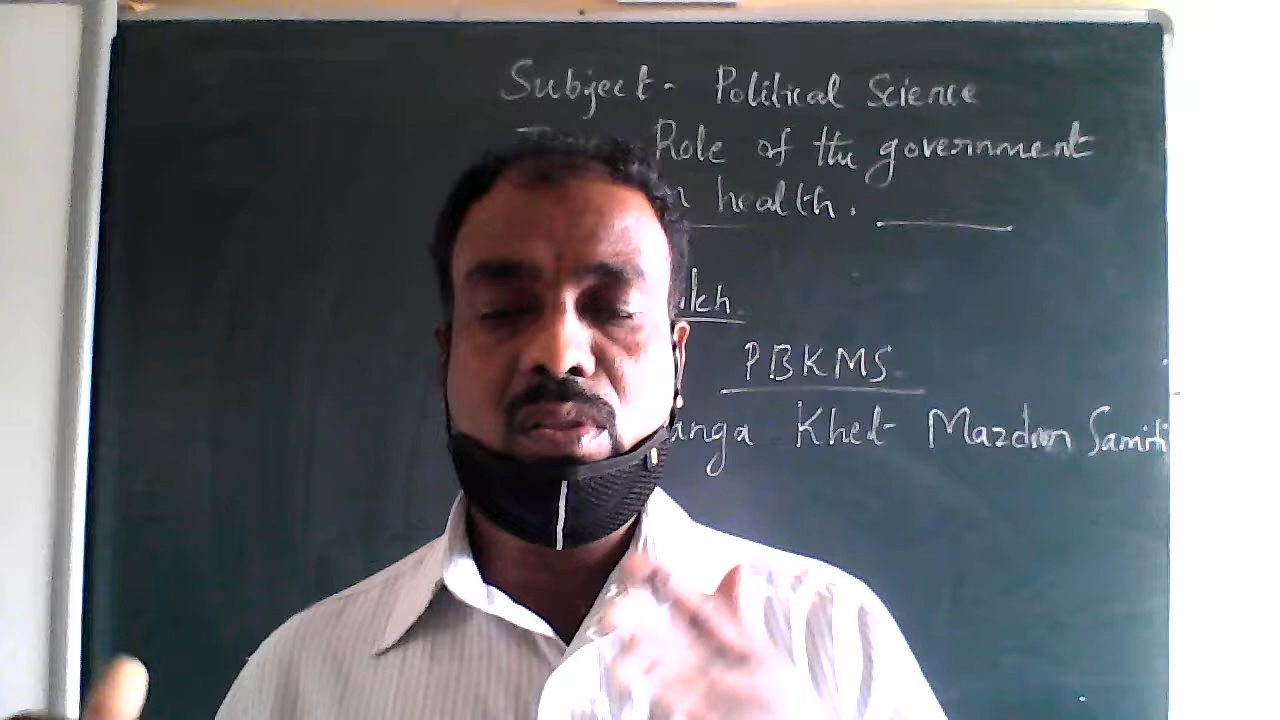 Subject - Political Science
Role of the government
health.
PBKMS.
Khet Mazdoor Samiti